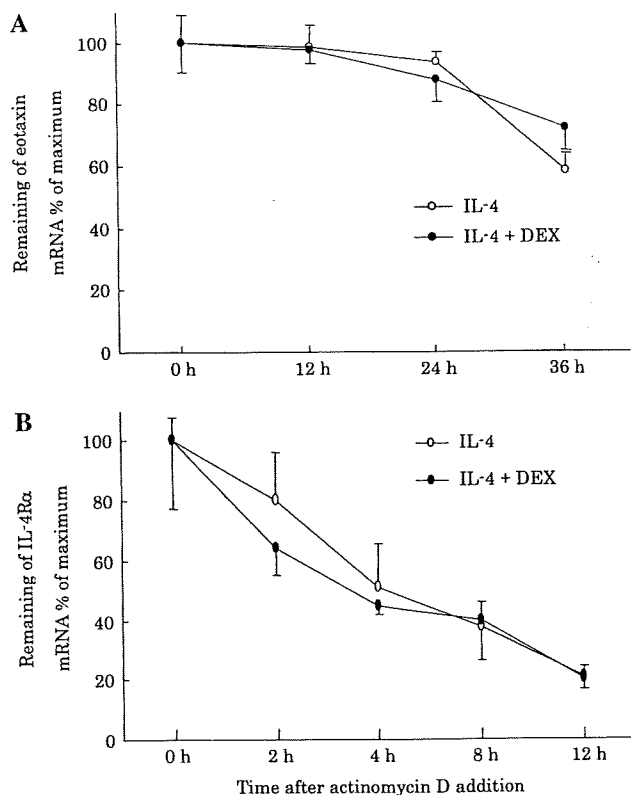 A
Remaining of eotaxin
mRNA % of maximum
100
80
60
40
20
0
IL-4
IL-4 + DEX
0 h
12 h
24 h
36 h
B
Remaining of IL-4Rα
mRNA % of maximum
100
80
60
40
20
0
IL-4
IL-4 + DEX
0 h
2 h
4 h
8 h
12 h
Time after actinomycin D addition